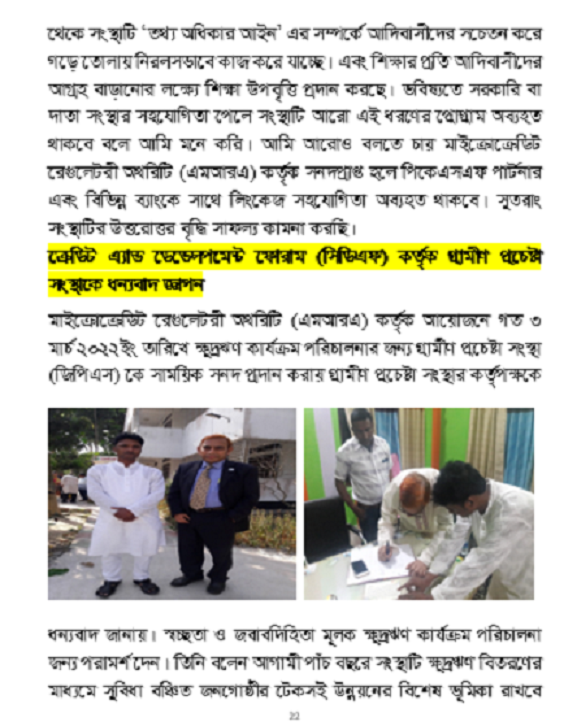 থেকে সংস্থাটি ‘তথ্য অধিকার আইন’ এর সম্পর্কে আদিবাসীদের সচেতন করে
গড়ে তোলায় নিরলসভাবে কাজ করে যাচ্ছে। এবং শিক্ষার প্রতি আদিবাসীদের
আগ্রহ বাড়ানোর লক্ষ্যে শিক্ষা উপবৃত্তি প্রদান করছে। ভবিষ্যতে সরকারি বা
দাতা সংস্থার সহযোগিতা পেলে সংস্থাটি আরো এই ধরণের প্রোগ্রাম অব্যহত
থাকবে বলে আমি মনে করি। আমি আরোও বলতে চায় মাইক্রোক্রেডিট
রেগুলেটরী অথরিটি (এমআরএ) কর্তৃক সনদপ্রাপ্ত হলে পিকেএসএফ পার্টনার
এবং বিভিন্ন ব্যাংকে সাথে লিংকেজ সহযোগিতা অব্যহত থাকবে। সুতরাং
সংস্থাটির উত্তরোত্তর বৃদ্ধি সাফল্য কামনা করছি।
ক্রেডিট এ্যান্ড ডেভেলপমেন্ট ফোরাম (সিডিএফ) কর্তৃক গ্রামীণ প্রচেষ্টা
সংস্থাকে ধন্যবাদ জ্ঞাপন
মাইক্রোক্রেডিট রেগুলেটরী অথরিটি (এমআরএ) কর্তৃক আয়োজনে গত ৩
মার্চ ২০২২ইং তারিখে ক্ষুদ্রঋণ কার্যক্রম পরিচালনার জন্য গ্রামীণ প্রচেষ্টা সংস্থা
(জিপিএস) কে সাময়িক সনদ প্রদান করায় গ্রামীণ প্রচেষ্টা সংস্থার কর্তৃপক্ষকে
ধন্যবাদ জানায়। স্বচ্ছতা ও জবাবদিহিতা মূলক ক্ষুদ্রঋণ কার্যক্রম পরিচালনা
জন্য পরামর্শ দেন। তিনি বলেন আগামী পাঁচ বছরে সংস্থাটি ক্ষুদ্রঋণ বিতরণের
মাধ্যমে সুবিধা বঞ্চিত জনগোষ্ঠীর টেকসই উন্নয়নের বিশেষ ভূমিকা রাখবে